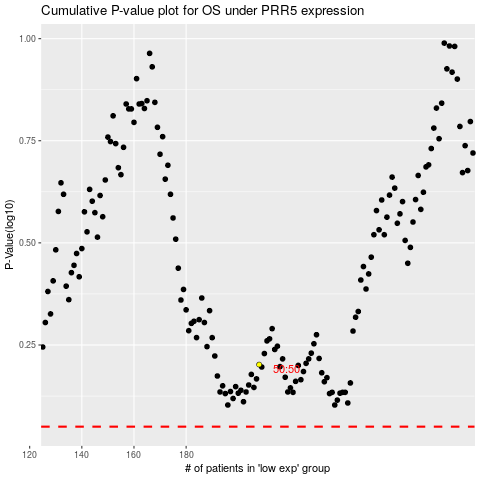 Cumulative P-value plot for OS under PRR5 expression
P-Value(log10)
1.00
0.75
0.50
0.25
50:50
120 140 160 180
# of patients in 'low exp' group